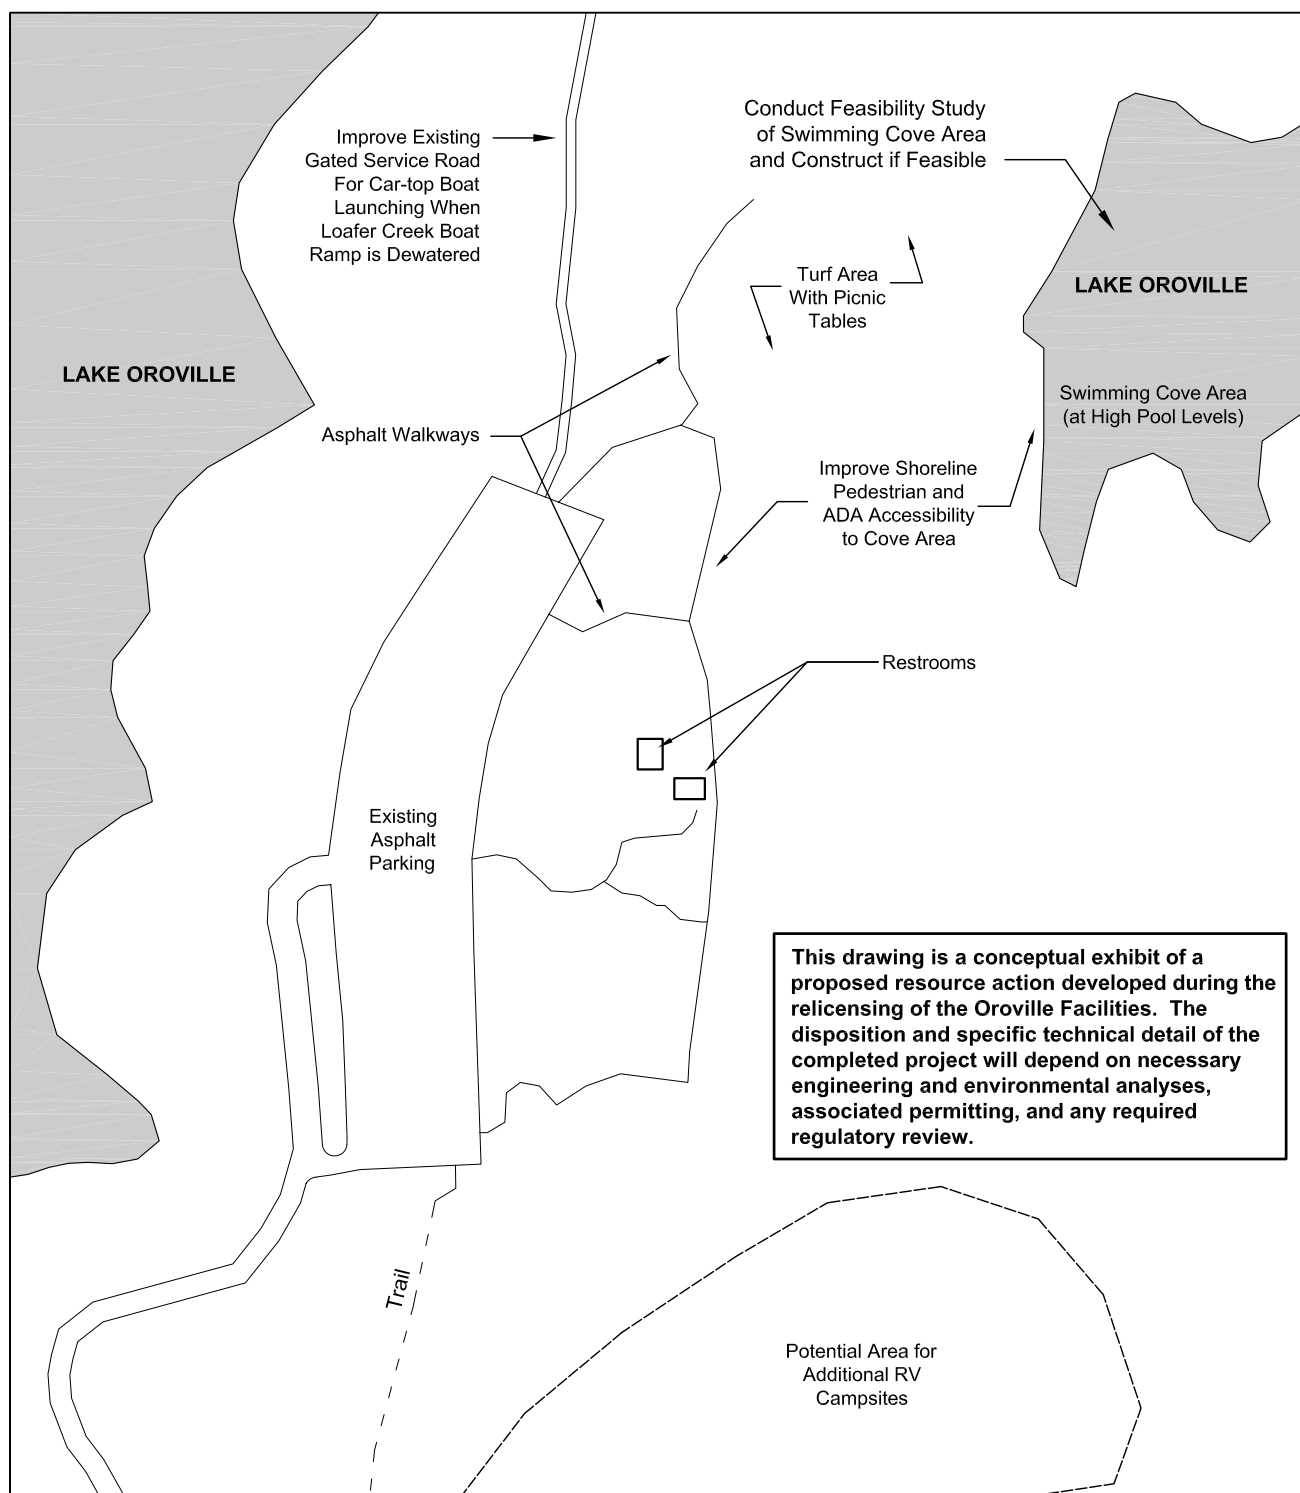 Improve Existing
Gated Service Road
For Car-top Boat
Launching When
Loafer Creek Boat
Ramp is Dewatered
Conduct Feasibility Study
of Swimming Cove Area
and Construct if Feasible
Turf Area
With Picnic
Tables
LAKE OROVILLE
LAKE OROVILLE
Swimming Cove Area
(at High Pool Levels)
Asphalt Walkways
Improve Shoreline
Pedestrian and
ADA Accessibility
to Cove Area
Restrooms
Existing
Asphalt
Parking
This drawing is a conceptual exhibit of a
proposed resource action developed during the
relicensing of the Oroville Facilities.  The
disposition and specific technical detail of the
completed project will depend on necessary
engineering and environmental analyses,
associated permitting, and any required
regulatory review.
Trail
Potential Area for
Additional RV
Campsites